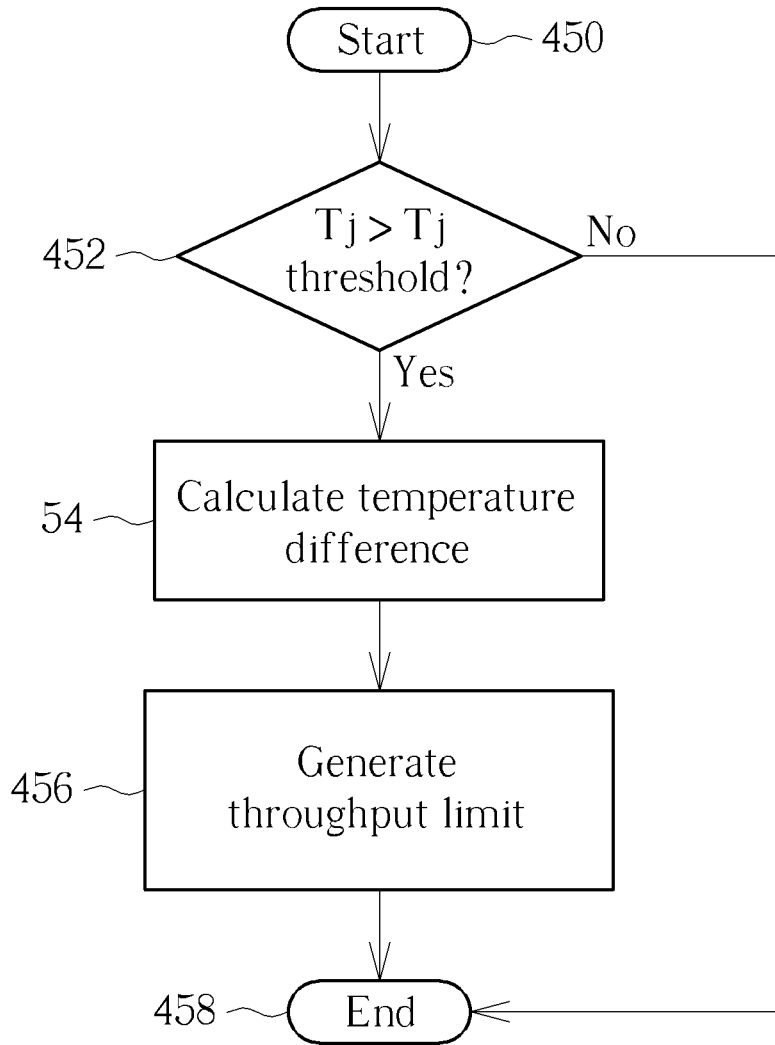 Start
450
Tj > Tj
threshold?
452
No
Yes
Calculate temperature
difference
54
Generate
throughput limit
456
End
458